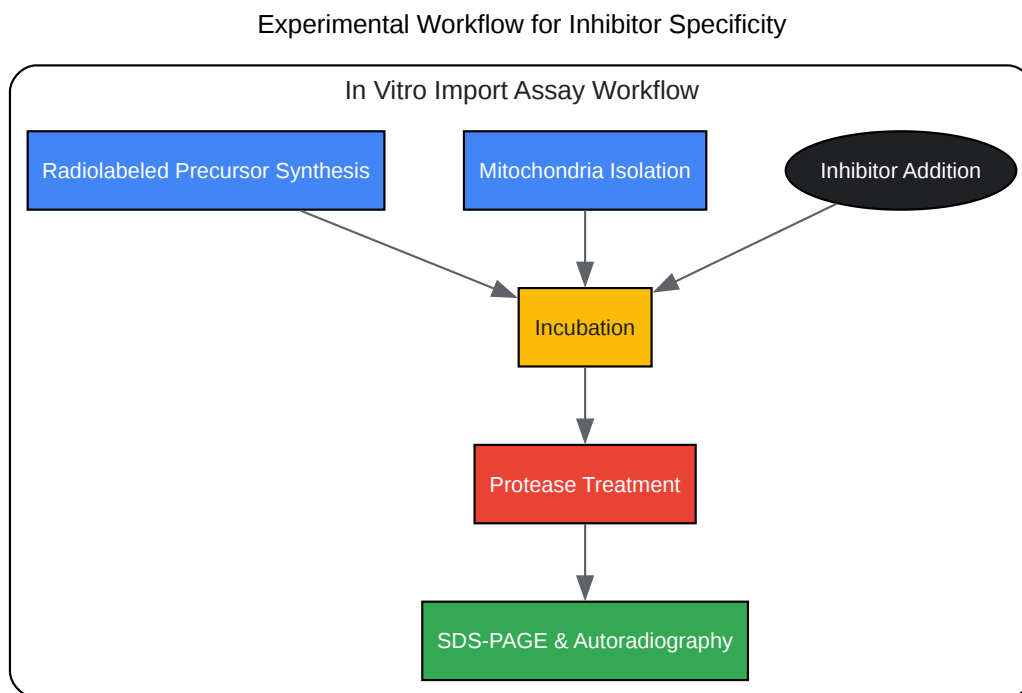 Experimental Workflow for Inhibitor Specificity
In Vitro Import Assay Workflow
Radiolabeled Precursor Synthesis
Mitochondria Isolation
Inhibitor Addition
Incubation
Protease Treatment
SDS-PAGE & Autoradiography